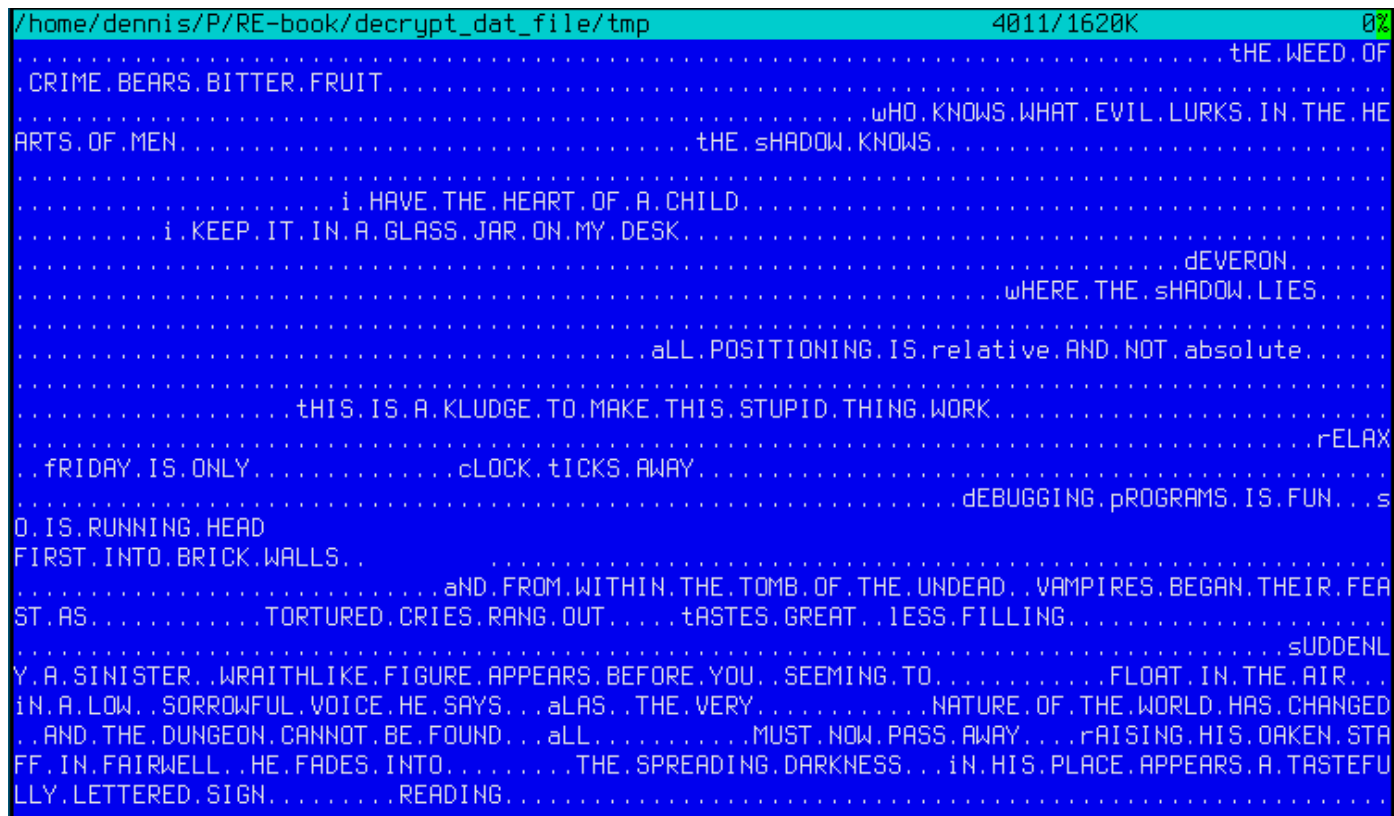 /home/dennis/P/RE-book/decrypt_dat_file/tmp 4011/1620K 0%
..................................................................................tHE.WEED.OF
.CRIME.BEARS.BITTER.FRUIT....................................................................
..........................................................wHO.KNOWS.WHAT.EVIL.LURKS.IN.THE.HE
ARTS.OF.MEN...................................tHE.sHADOW.KNOWS...............................
.............................................................................................
......................i.HAVE.THE.HEART.OF.A.CHILD............................................
..........i.KEEP.IT.IN.A.GLASS.JAR.ON.MY.DESK................................................
...............................................................................dEVERON.......
...................................................................wHERE.THE.sHADOW.LIES.....
.............................................................................................
...........................................aLL.POSITIONING.IS.relative.AND.NOT.absolute......
.............................................................................................
...................tHIS.IS.A.KLUDGE.TO.MAKE.THIS.STUPID.THING.WORK...........................
........................................................................................rELAX
..fRIDAY.IS.ONLY..............cLOCK.tICKS.AWAY...............................................
................................................................dEBUGGING.pROGRAMS.IS.FUN...s
O.IS.RUNNING.HEAD
FIRST.INTO.BRICK.WALLS..        .............................................................
.............................aND.FROM.WITHIN.THE.TOMB.OF.THE.UNDEAD..VAMPIRES.BEGAN.THEIR.FEA
ST.AS............TORTURED.CRIES.RANG.OUT.....tASTES.GREAT..lESS.FILLING......................
......................................................................................sUDDENL
Y.A.SINISTER..WRAITHLIKE.FIGURE.APPEARS.BEFORE.YOU..SEEMING.TO............FLOAT.IN.THE.AIR...
iN.A.LOW..SORROWFUL.VOICE.HE.SAYS...aLAS..THE.VERY............NATURE.OF.THE.WORLD.HAS.CHANGED
..AND.THE.DUNGEON.CANNOT.BE.FOUND...aLL...........MUST.NOW.PASS.AWAY....rAISING.HIS.OAKEN.STA
FF.IN.FAIRWELL..HE.FADES.INTO.........THE.SPREADING.DARKNESS...iN.HIS.PLACE.APPEARS.A.TASTEFU
LLY.LETTERED.SIGN.........READING............................................................